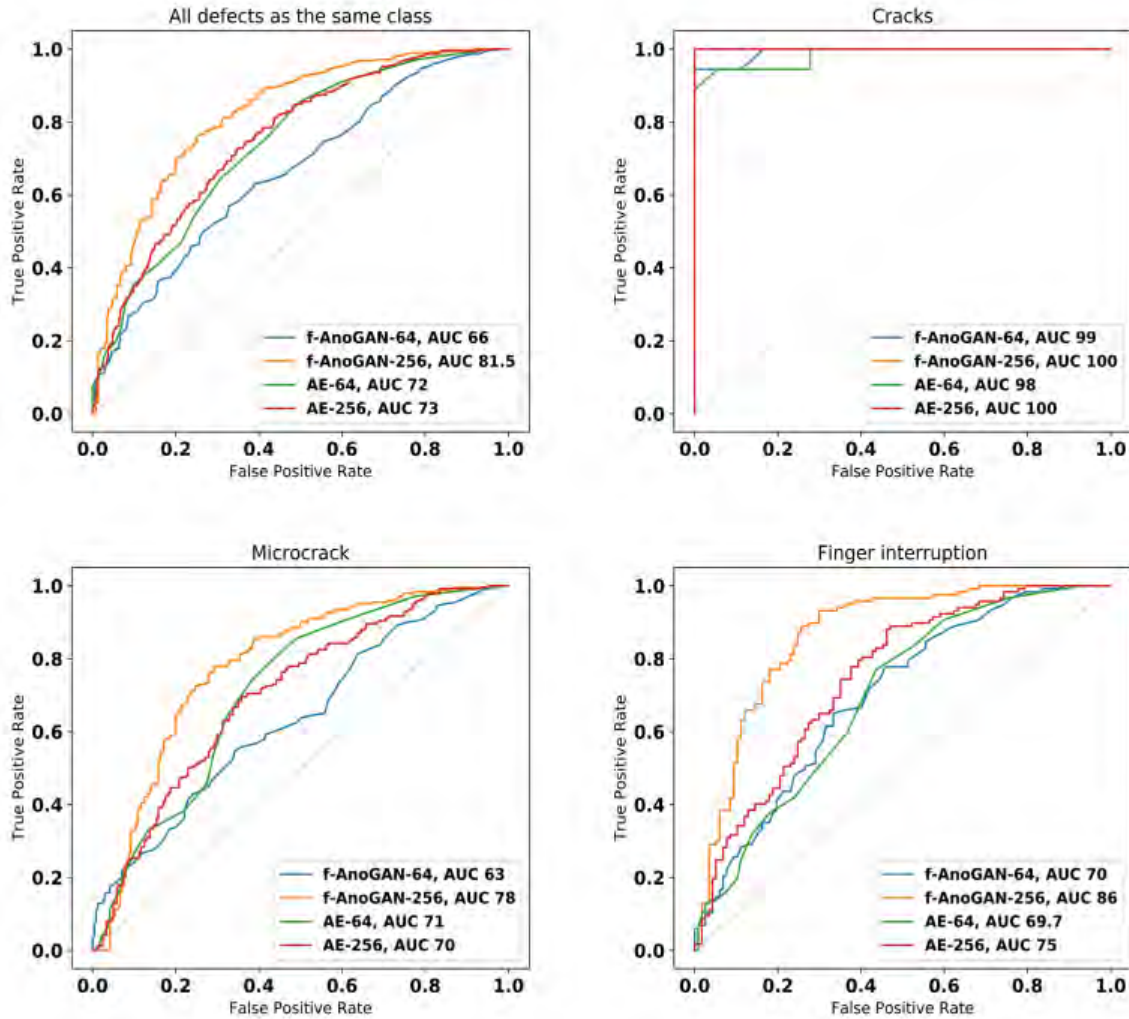 All defects as the same class
True Positive Rate
1.0
0.8
0.6
0.4
0.2
0.0
f-AnoGAN-64, AUC 66
f-AnoGAN-256, AUC 81.5
AE-64, AUC 72
AE-256, AUC 73
0.0 0.2 0.4 0.6 0.8 1.0
False Positive Rate
Cracks
True Positive Rate
1.0
0.8
0.6
0.4
0.2
0.0
f-AnoGAN-64, AUC 99
f-AnoGAN-256, AUC 100
AE-64, AUC 98
AE-256, AUC 100
0.0 0.2 0.4 0.6 0.8 1.0
False Positive Rate
Microcrack
True Positive Rate
1.0
0.8
0.6
0.4
0.2
0.0
f-AnoGAN-64, AUC 63
f-AnoGAN-256, AUC 78
AE-64, AUC 71
AE-256, AUC 70
0.0 0.2 0.4 0.6 0.8 1.0
False Positive Rate
Finger interruption
True Positive Rate
1.0
0.8
0.6
0.4
0.2
0.0
f-AnoGAN-64, AUC 70
f-AnoGAN-256, AUC 86
AE-64, AUC 69.7
AE-256, AUC 75
0.0 0.2 0.4 0.6 0.8 1.0
False Positive Rate